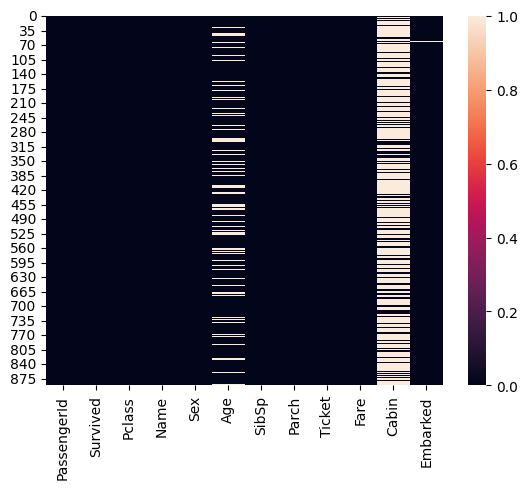 0
35
70
105
140
175
210
245
280
315
350
385
420
455
490
525
560
595
630
665
700
735
770
805
840
875
PassengerId
Survived
Pclass
Name
Sex
Age
SibSp
Parch
Ticket
Fare
Cabin
Embarked
1.0
0.8
0.6
0.4
0.2
0.0